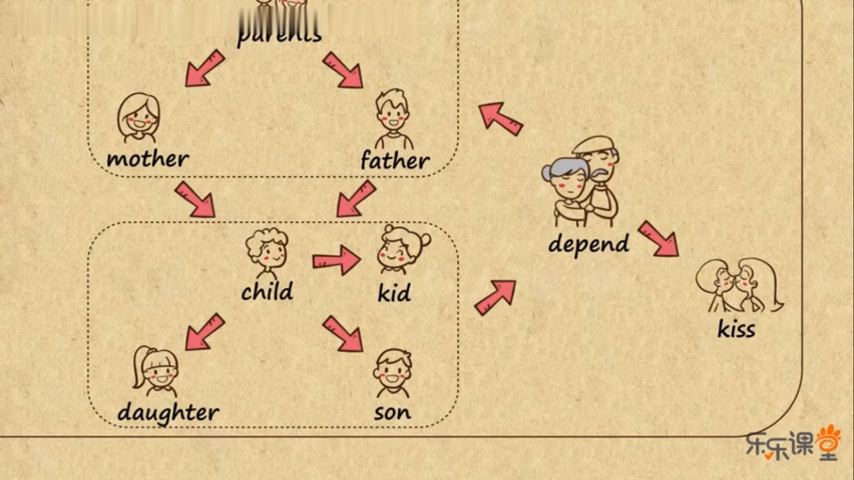 parents
mother
father
depend
child
kid
kiss
daughter
son
乐乐课堂